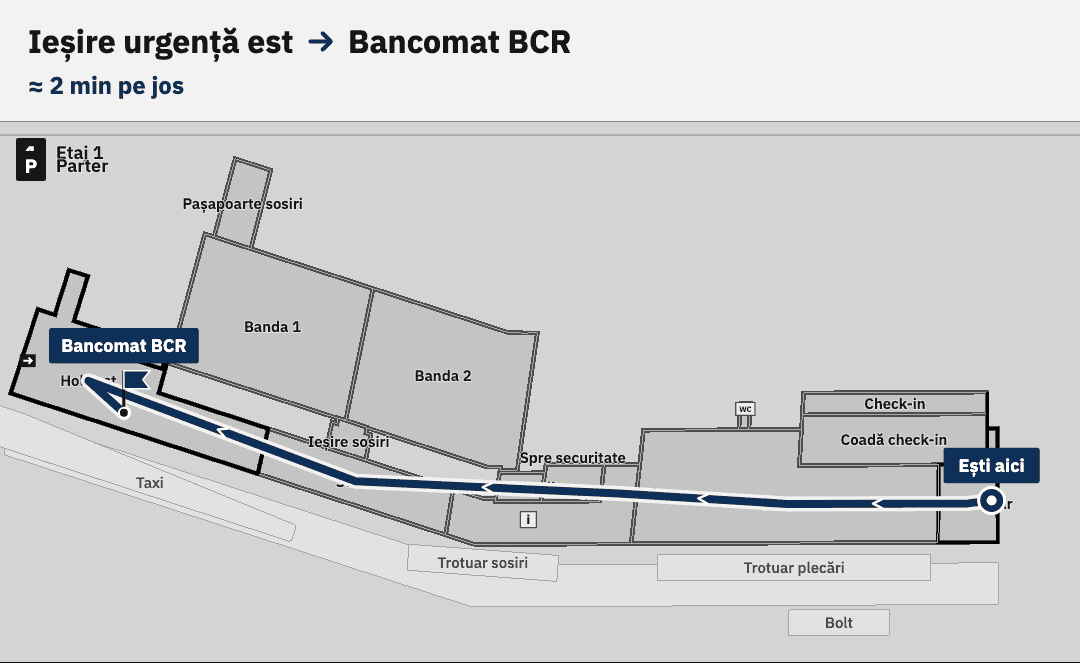 Ieșire urgență est → Bancomat BCR
≈ 2 min pe jos
Etaj 1
P Parter
Pașapoarte sosiri
Banda 1
Bancomat BCR
Banda 2
WC
Check-in
Coadă check-in
Ieșire sosiri
Spre securitate
Ești aici
Taxi
i
Trotuar sosiri
Trotuar plecări
Bolt